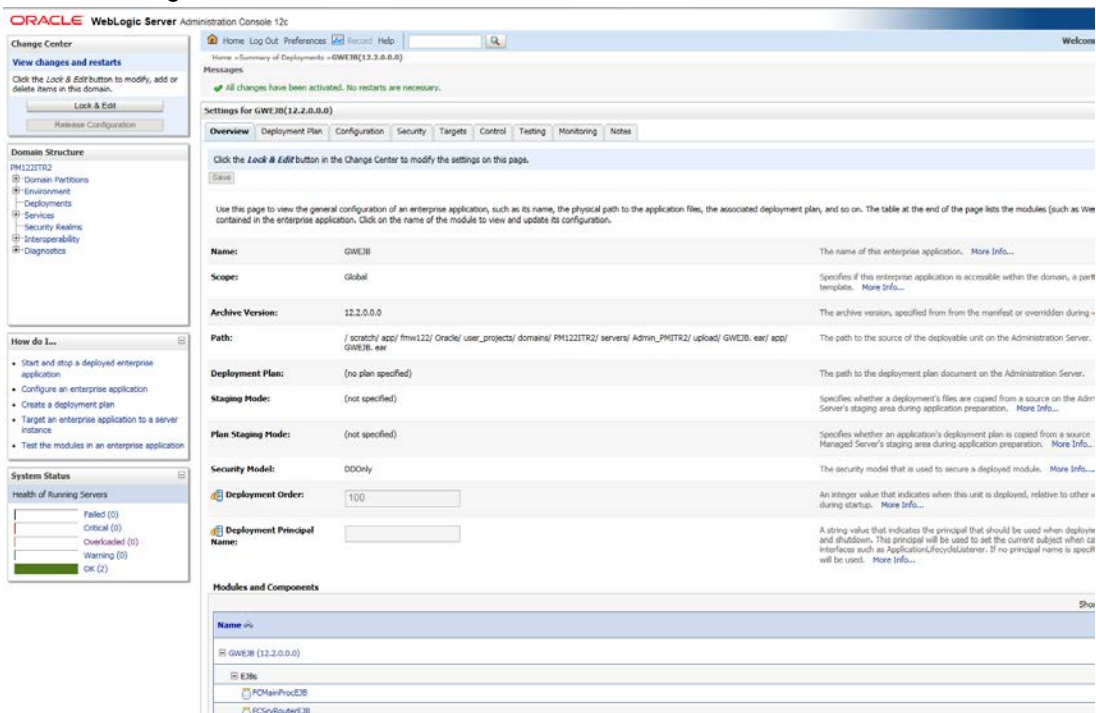 ORACLE WebLogic Server Administration Console 12c
Change Center
View changes and restarts
Click the Lock & Edit button to modify, add or
delete items in this domain.
Lock & Edit
Release Configuration
Domain Structure
PM122ITR2
Domain Partitions
Environment
Deployments
Services
Security Realms
Interoperability
Diagnostics
How do I...
Start and stop a deployed enterprise
application
Configure an enterprise application
Create a deployment plan
Target an enterprise application to a server
instance
Test the modules in an enterprise application
System Status
Health of Running Servers
Failed (0)
Critical (0)
Overloaded (0)
Warning (0)
OK (2)
Home Log Out Preferences Record Help
Welcom
Home >Summary of Deployments >GWEJB(12.2.0.0.0)
Messages
All changes have been activated. No restarts are necessary.
Settings for GWEJB(12.2.0.0.0)
Overview Deployment Plan Configuration Security Targets Control Testing Monitoring Notes
Click the Lock & Edit button in the Change Center to modify the settings on this page.
Save
Use this page to view the general configuration of an enterprise application, such as its name, the physical path to the application files, the associated deployment plan, and so on. The table at the end of the page lists the modules (such as We
contained in the enterprise application. Click on the name of the module to view and update its configuration.
Name: GWEJB The name of this enterprise application. More Info...
Scope: Global Specifies if this enterprise application is accessible within the domain, a parti
template. More Info...
Archive Version: 12.2.0.0.0 The archive version, specified from from the manifest or overridden during
Path: / scratch/ app/ fmw122/ Oracle/ user_projects/ domains/ PM122ITR2/ servers/ Admin_PMITR2/ upload/ GWEJB. ear/ app/ The path to the source of the deployable unit on the Administration Server.
GWEJB. ear
Deployment Plan: (no plan specified) The path to the deployment plan document on the Administration Server.
Staging Mode: (not specified) Specifies whether a deployment's files are copied from a source on the Adm
Server's staging area during application preparation. More Info...
Plan Staging Mode: (not specified) Specifies whether an application's deployment plan is copied from a source
Managed Server's staging area during application preparation. More Info...
Security Model: DDOnly The security model that is used to secure a deployed module. More Info...
Deployment Order: 100 An integer value that indicates when this unit is deployed, relative to other
during startup. More Info...
Deployment Principal
Name:
A string value that indicates the principal that should be used when deployin
and shutdown. This principal will be used to set the current subject when ca
interfaces such as ApplicationLifecycleListener. If no principal name is specifi
will be used. More Info...
Modules and Components
Show
Name
GWEJB (12.2.0.0.0)
EJBs
FCMainProcEJB
FCSrvRouterEJB